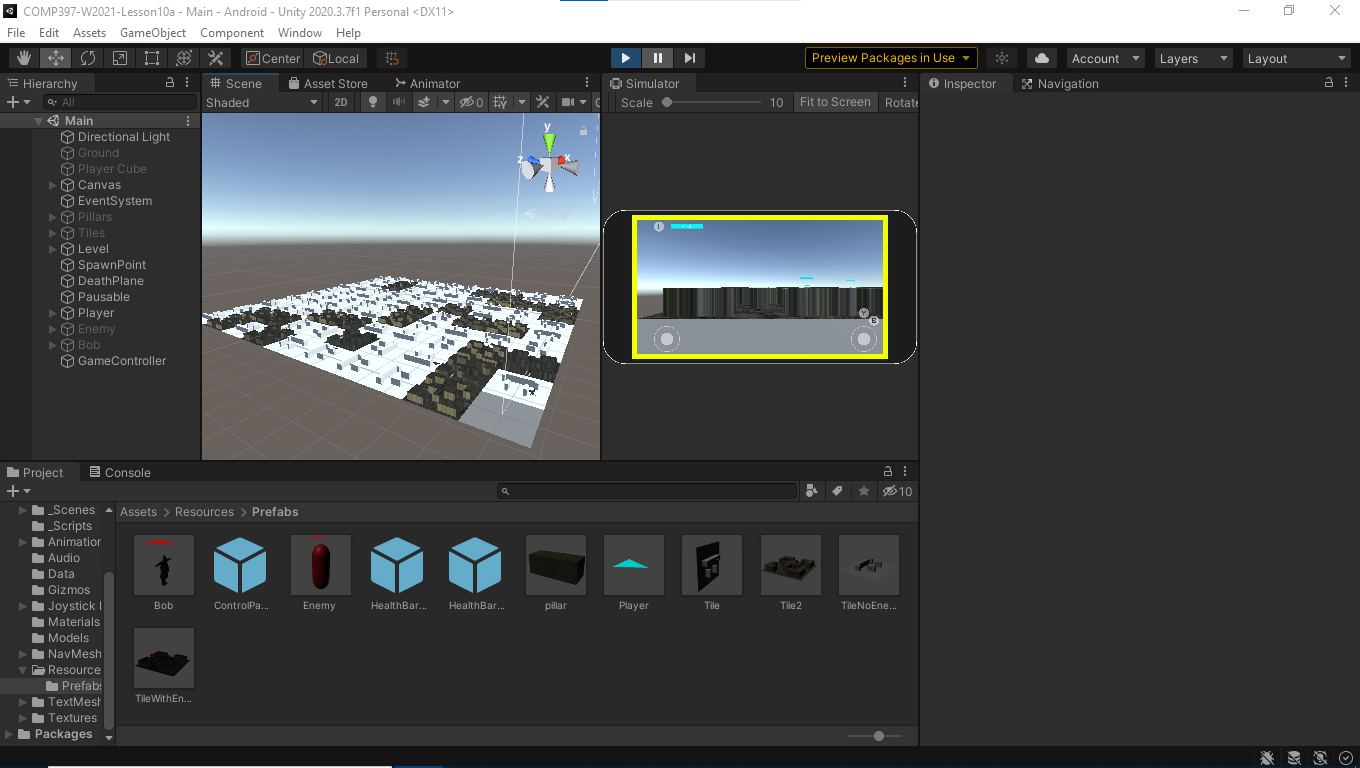 COMP397-W2021-Lesson10a - Main - Android - Unity 2020.3.7f1 Personal <DX11>
File Edit Assets GameObject Component Window Help
Center Local Preview Packages in Use Account Layers Layout
Hierarchy
All
Main
Directional Light
Ground
Player Cube
Canvas
EventSystem
Pillars
Tiles
Level
SpawnPoint
DeathPlane
Pausable
Player
Enemy
Bob
GameController
Scene Asset Store Animator
Shaded 2D 0
y
z x
Persp
Simulator
Scale 10 Fit to Screen Rotate
I
Y
B
Inspector Navigation
Project Console
10
_Scenes
_Scripts
Animation
Audio
Data
Gizmos
Joystick
Materials
Models
NavMesh
Resource
Prefabs
TextMesh
Textures
Packages
Assets > Resources > Prefabs
Bob ControlPa... Enemy HealthBar... HealthBar... pillar Player Tile Tile2 TileNoEne...
TileWithEn...